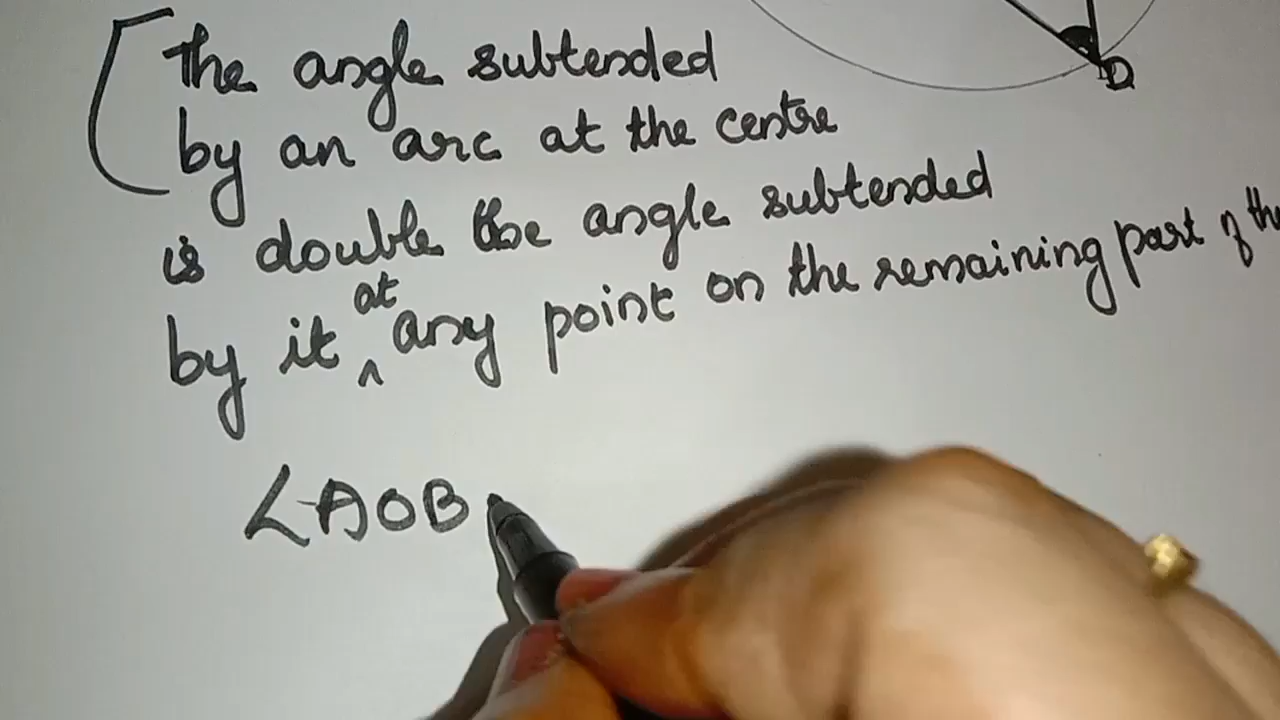 D
The angle subtended
by an arc at the centre
is double the angle subtended
by it ^at any point on the remaining part of the
∠AOB